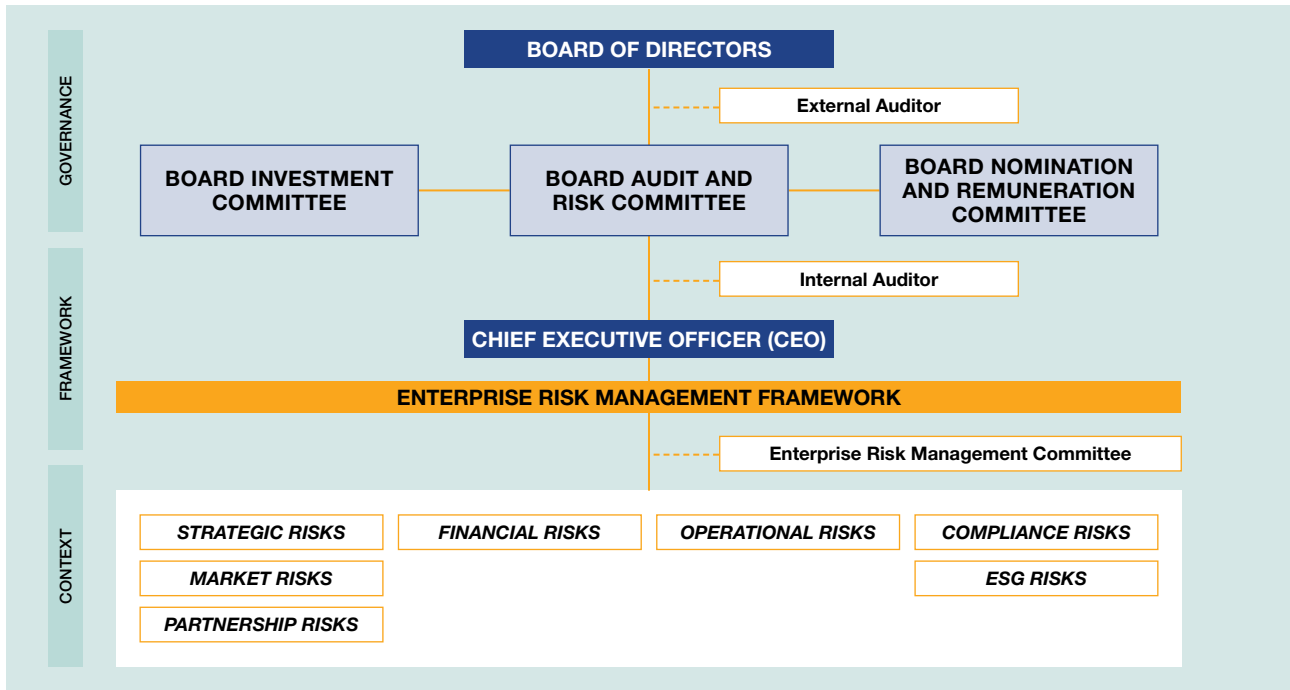 GOVERNANCE
BOARD OF DIRECTORS
External Auditor
BOARD INVESTMENT
COMMITTEE
BOARD AUDIT AND
RISK COMMITTEE
BOARD NOMINATION
AND REMUNERATION
COMMITTEE
FRAMEWORK
Internal Auditor
CHIEF EXECUTIVE OFFICER (CEO)
ENTERPRISE RISK MANAGEMENT FRAMEWORK
Enterprise Risk Management Committee
CONTEXT
STRATEGIC RISKS
FINANCIAL RISKS
OPERATIONAL RISKS
COMPLIANCE RISKS
MARKET RISKS
ESG RISKS
PARTNERSHIP RISKS